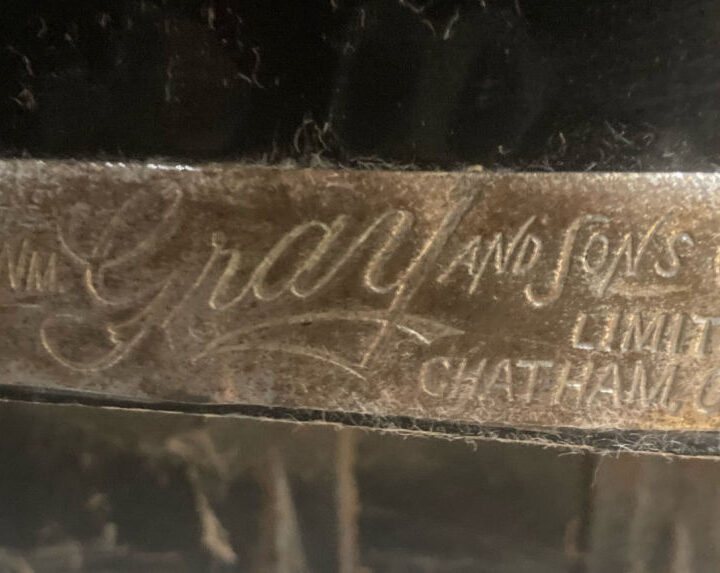 WM Gray AND SONS
LIMIT
CHATHAM,